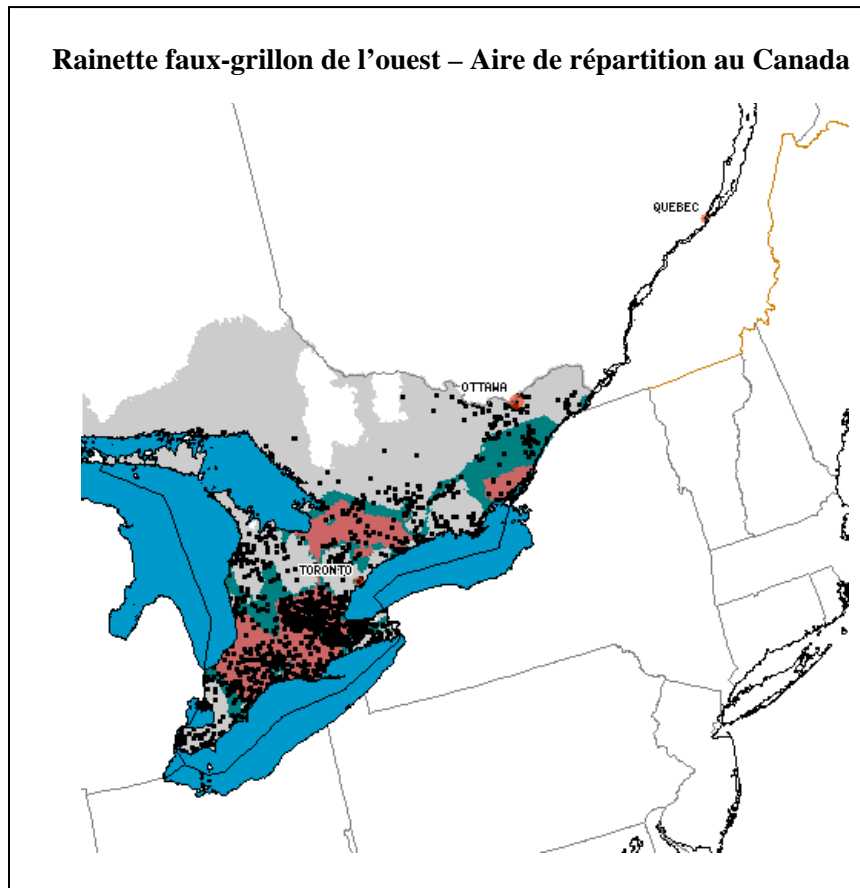 Rainette faux-grillon de l’ouest – Aire de répartition au Canada
QUEBEC
OTTAWA
TORONTO